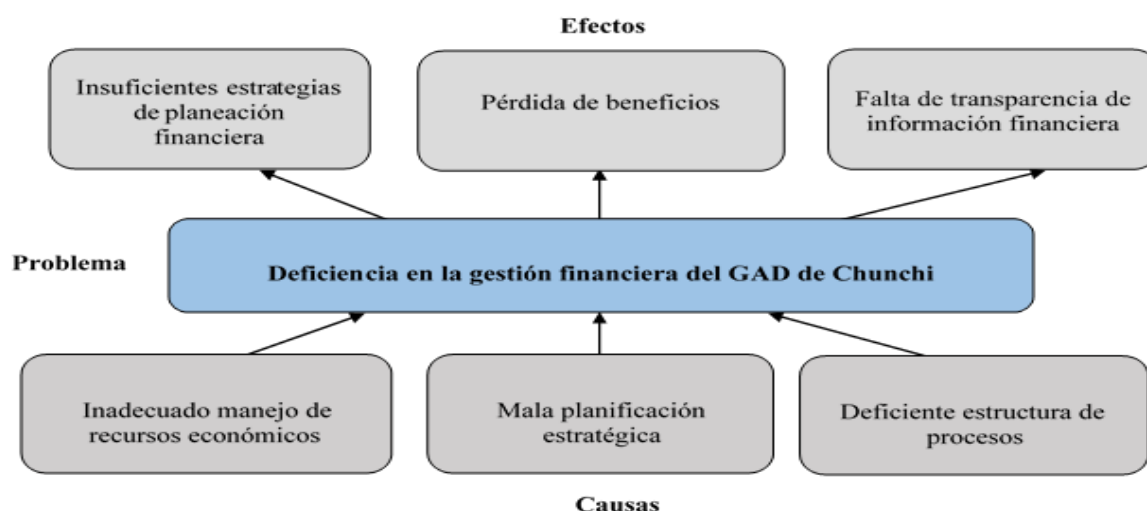 Efectos
Insuficientes estrategias
de planeación
financiera
Pérdida de beneficios
Falta de transparencia de
información financiera
Problema
Deficiencia en la gestión financiera del GAD de Chunchi
Inadecuado manejo de
recursos económicos
Mala planificación
estratégica
Deficiente estructura de
procesos
Causas